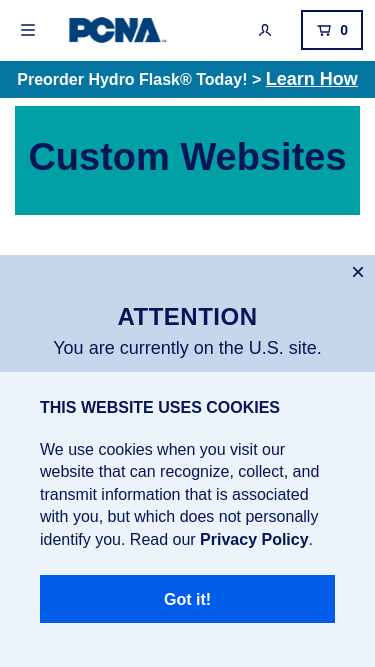 PCNA
0
Preorder Hydro Flask® Today! > Learn How
Custom Websites
ATTENTION
You are currently on the U.S. site.
THIS WEBSITE USES COOKIES
We use cookies when you visit our
website that can recognize, collect, and
transmit information that is associated
with you, but which does not personally
identify you. Read our Privacy Policy.
Got it!